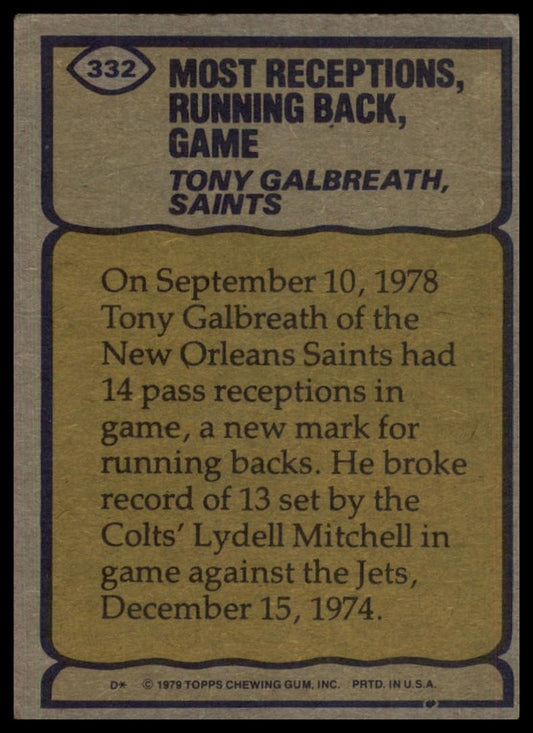 332
MOST RECEPTIONS,
RUNNING BACK,
GAME
TONY GALBREATH,
SAINTS
On September 10, 1978
Tony Galbreath of the
New Orleans Saints had
14 pass receptions in
game, a new mark for
running backs. He broke
record of 13 set by the
Colts' Lydell Mitchell in
game against the Jets,
December 15, 1974.
D* © 1979 TOPPS CHEWING GUM, INC. PRTD. IN U.S.A.